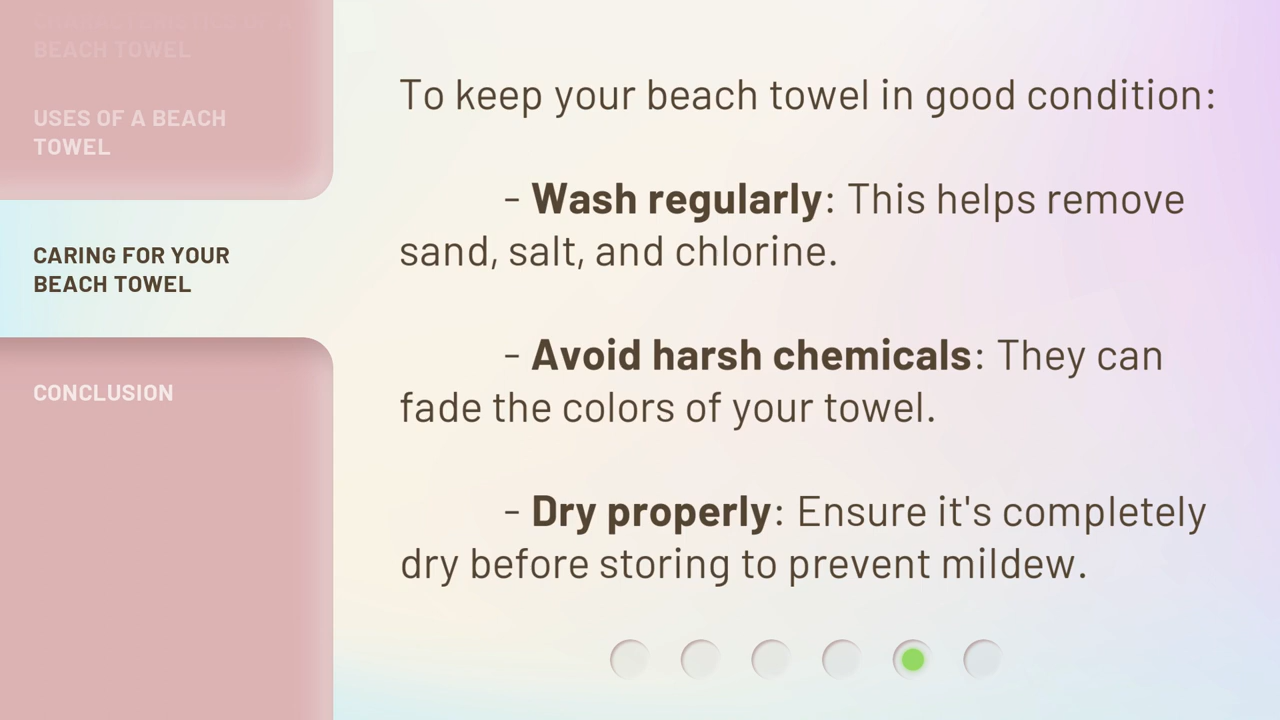 BEACH TOWEL
USES OF A BEACH
TOWEL
CARING FOR YOUR
BEACH TOWEL
CONCLUSION
To keep your beach towel in good condition:
- Wash regularly: This helps remove
sand, salt, and chlorine.
- Avoid harsh chemicals: They can
fade the colors of your towel.
- Dry properly: Ensure it's completely
dry before storing to prevent mildew.